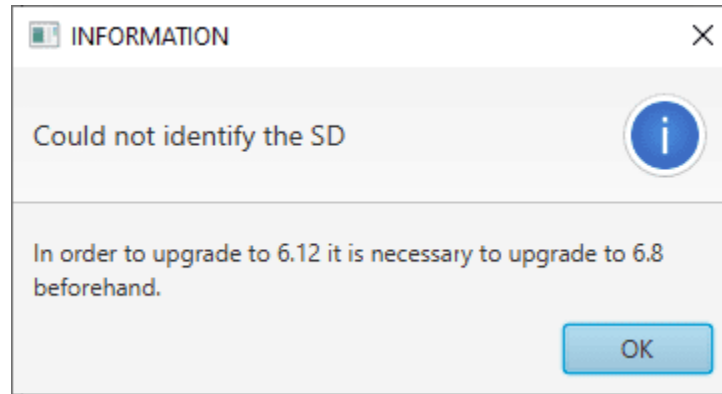 INFORMATION
Could not identify the SD
In order to upgrade to 6.12 it is necessary to upgrade to 6.8
beforehand.
OK